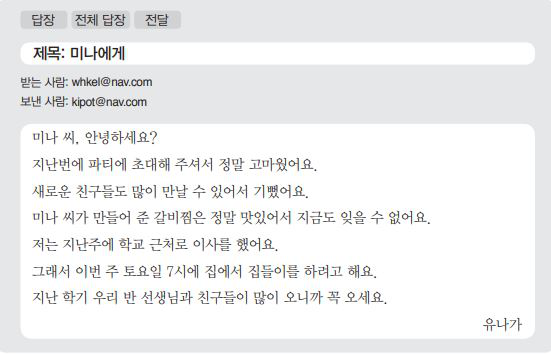 답장 전체 답장 전달
제목: 미나에게
받는 사람: whkel@nav.com
보낸 사람: kipot@nav.com
미나 씨, 안녕하세요?
지난번에 파티에 초대해 주셔서 정말 고마웠어요.
새로운 친구들도 많이 만날 수 있어서 기뻤어요.
미나 씨가 만들어 준 갈비찜은 정말 맛있어서 지금도 잊을 수 없어요.
저는 지난주에 학교 근처로 이사를 했어요.
그래서 이번 주 토요일 7시에 집에서 집들이를 하려고 해요.
지난 학기 우리 반 선생님과 친구들이 많이 오니까 꼭 오세요.
유나가